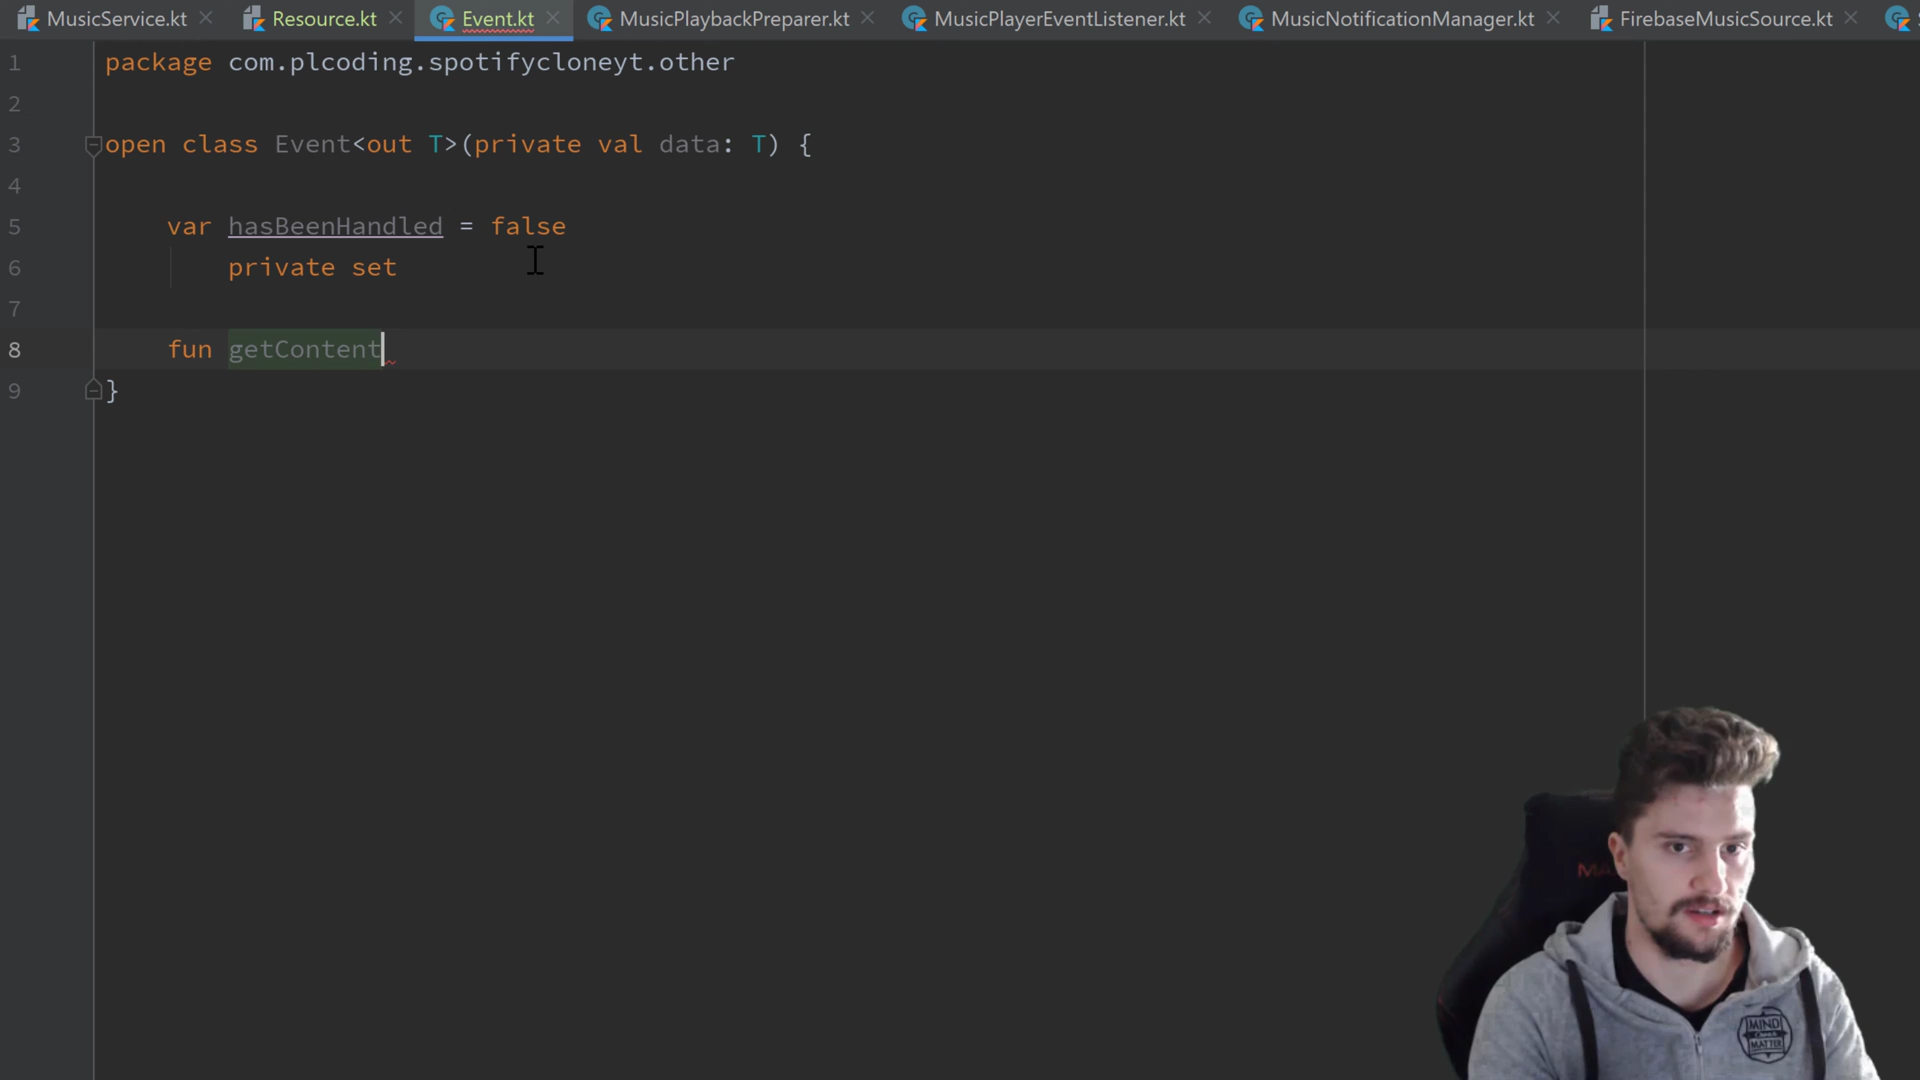 MusicService.kt Resource.kt Event.kt MusicPlaybackPreparer.kt MusicPlayerEventListener.kt MusicNotificationManager.kt FirebaseMusicSource.kt
1 package com.plcoding.spotifycloneyt.other
2
3 open class Event<out T>(private val data: T) {
4
5 var hasBeenHandled = false
6 private set
7
8 fun getContent
9 }
MIND
MATTER